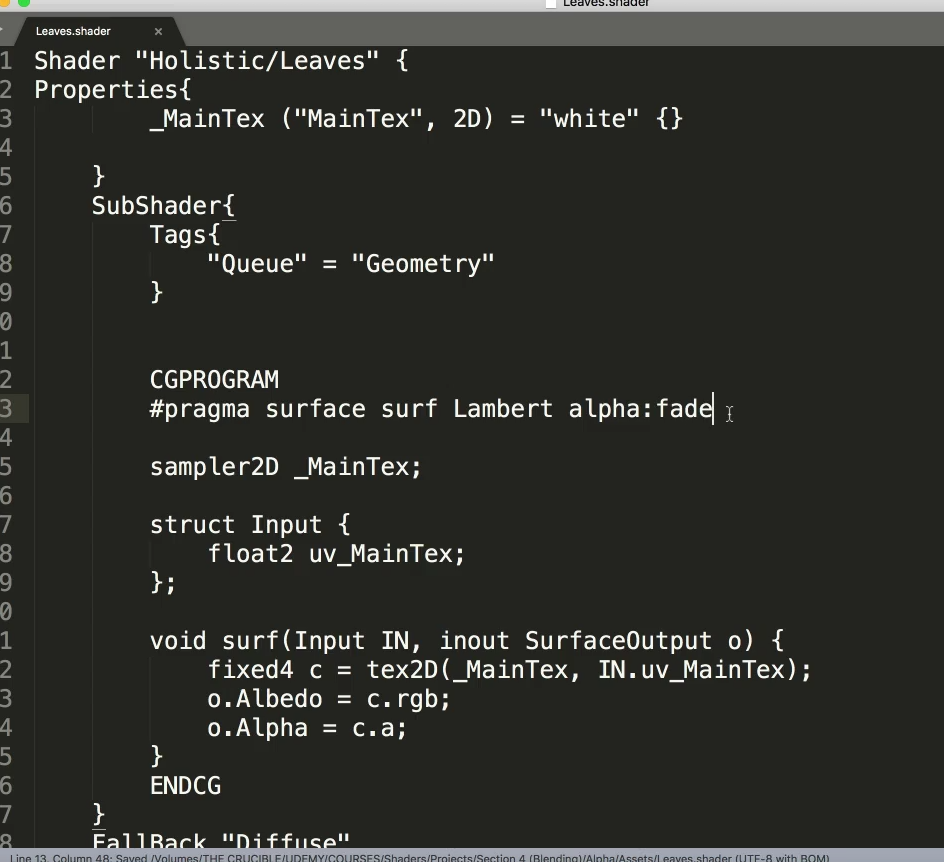 Leaves.shader
Leaves.shader ×
1 Shader "Holistic/Leaves" {
2 Properties{
3 _MainTex ("MainTex", 2D) = "white" {}
4
5 }
6 SubShader{
7 Tags{
8 "Queue" = "Geometry"
9 }
0
1
2 CGPROGRAM
3 #pragma surface surf Lambert alpha:fade
4
5 sampler2D _MainTex;
6
7 struct Input {
8 float2 uv_MainTex;
9 };
0
1 void surf(Input IN, inout SurfaceOutput o) {
2 fixed4 c = tex2D(_MainTex, IN.uv_MainTex);
3 o.Albedo = c.rgb;
4 o.Alpha = c.a;
5 }
6 ENDCG
7 }
8 FallBack "Diffuse"
Line 13, Column 48; Saved /Volumes/THE CRUCIBLE/UDEMY/COURSES/Shaders/Projects/Section 4 (Blending)/Alpha/Assets/Leaves.shader (UTF-8 with BOM)